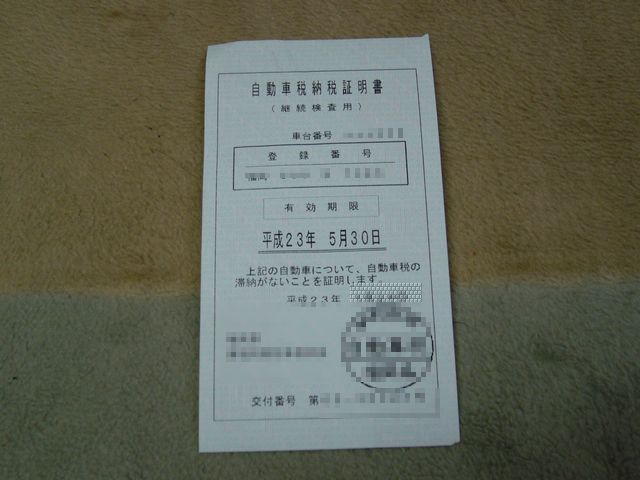 自動車税納税証明書
（継続検査用）
車台番号
登録番号
福岡
有効期限
平成２３年 ５月３０日
上記の自動車について、自動車税の
滞納がないことを証明します。
平成２３年
交付番号 第